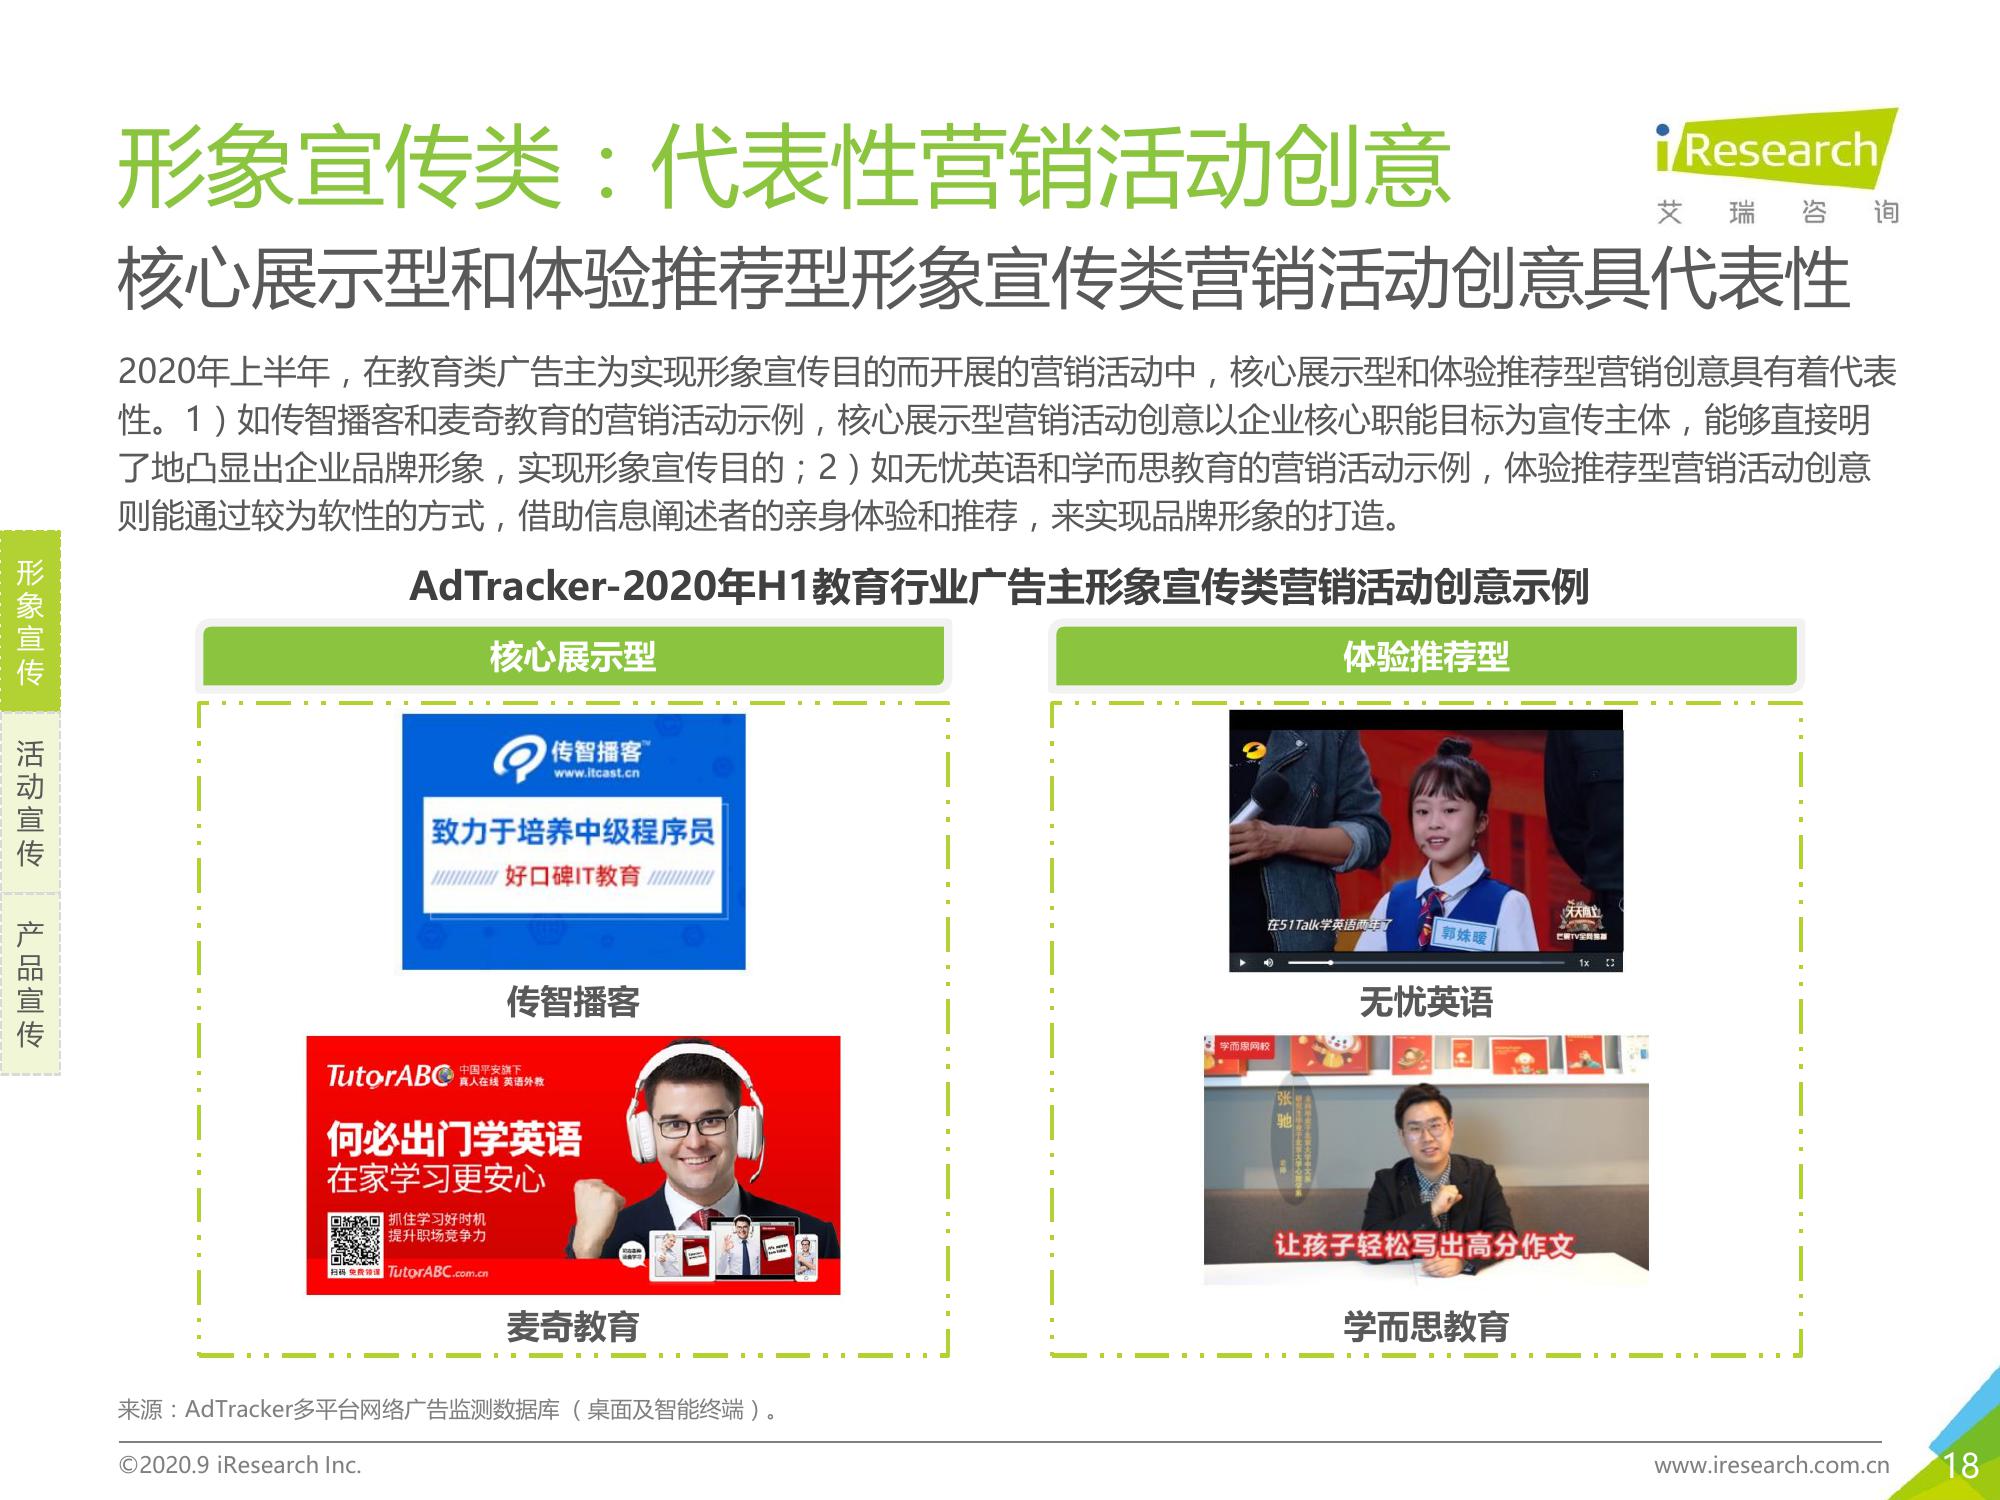 形象宣传类：代表性营销活动创意
iResearch
艾瑞咨询
核心展示型和体验推荐型形象宣传类营销活动创意具代表性
2020年上半年，在教育类广告主为实现形象宣传目的而开展的营销活动中，核心展示型和体验推荐型营销创意具有着代表
性。1）如传智播客和麦奇教育的营销活动示例，核心展示型营销活动创意以企业核心职能目标为宣传主体，能够直接明
了地凸显出企业品牌形象，实现形象宣传目的；2）如无忧英语和学而思教育的营销活动示例，体验推荐型营销活动创意
则能通过较为软性的方式，借助信息阐述者的亲身体验和推荐，来实现品牌形象的打造。
形象宣传
活动宣传
产品宣传
AdTracker-2020年H1教育行业广告主形象宣传类营销活动创意示例
核心展示型
传智播客™
www.itcast.cn
致力于培养中级程序员
好口碑IT教育
传智播客
TutorABC
中国平安旗下
真人在线 英语外教
何必出门学英语
在家学习更安心
抓住学习好时机
提升职场竞争力
扫码 免费领课
TutorABC.com.cn
麦奇教育
体验推荐型
在51Talk学英语两年了
郭姝暖
天天向上
芒果TV全网独播
1x
无忧英语
学而思网校
张驰
老师
让孩子轻松写出高分作文
学而思教育
来源：AdTracker多平台网络广告监测数据库（桌面及智能终端）。
©2020.9 iResearch Inc.
www.iresearch.com.cn
18